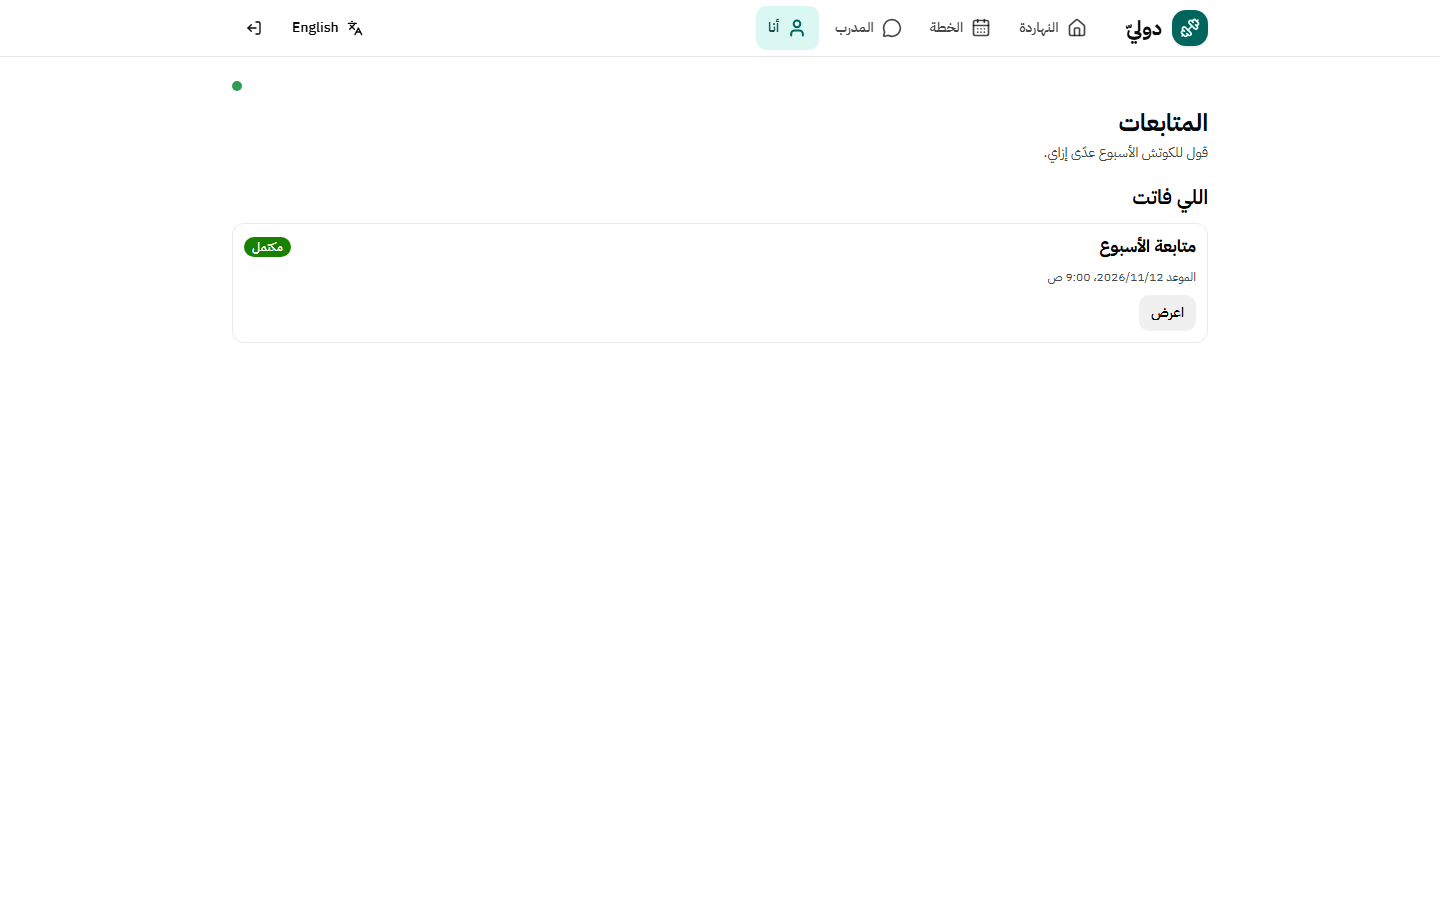 دوليّ
النهاردة
الخطة
المدرب
أنا
English
المتابعات
قول للكوتش الأسبوع عدّى إزاي.
اللي فاتت
متابعة الأسبوع
مكتمل
الموعد 2026/11/12، 9:00 ص
اعرض